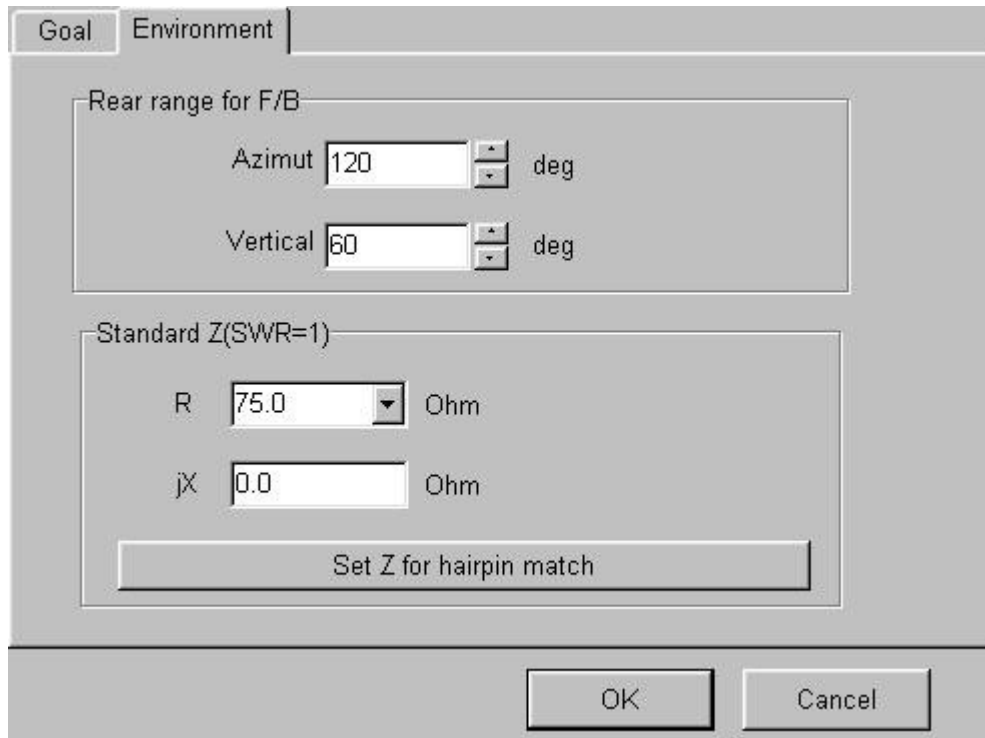 Goal Environment
Rear range for F/B
Azimut 120 deg
Vertical 60 deg
Standard Z(SWR=1)
R 75.0 Ohm
jX 0.0 Ohm
Set Z for hairpin match
OK Cancel